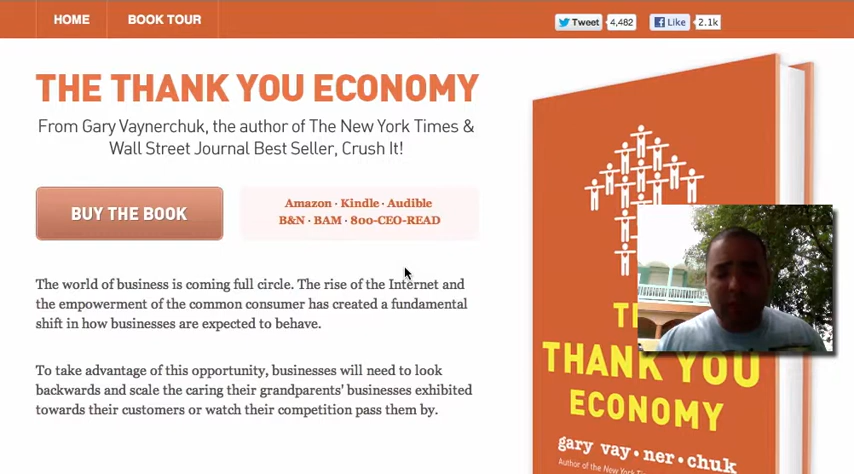 HOME
BOOK TOUR
Tweet
4,482
Like
2.1k
THE THANK YOU ECONOMY
From Gary Vaynerchuk, the author of The New York Times &
Wall Street Journal Best Seller, Crush It!
BUY THE BOOK
Amazon · Kindle · Audible
B&N · BAM · 800-CEO-READ
The world of business is coming full circle. The rise of the Internet and
the empowerment of the common consumer has created a fundamental
shift in how businesses are expected to behave.
To take advantage of this opportunity, businesses will need to look
backwards and scale the caring their grandparents' businesses exhibited
towards their customers or watch their competition pass them by.
THANK YOU
ECONOMY
gary vay•ner•chuk
Author of the New York